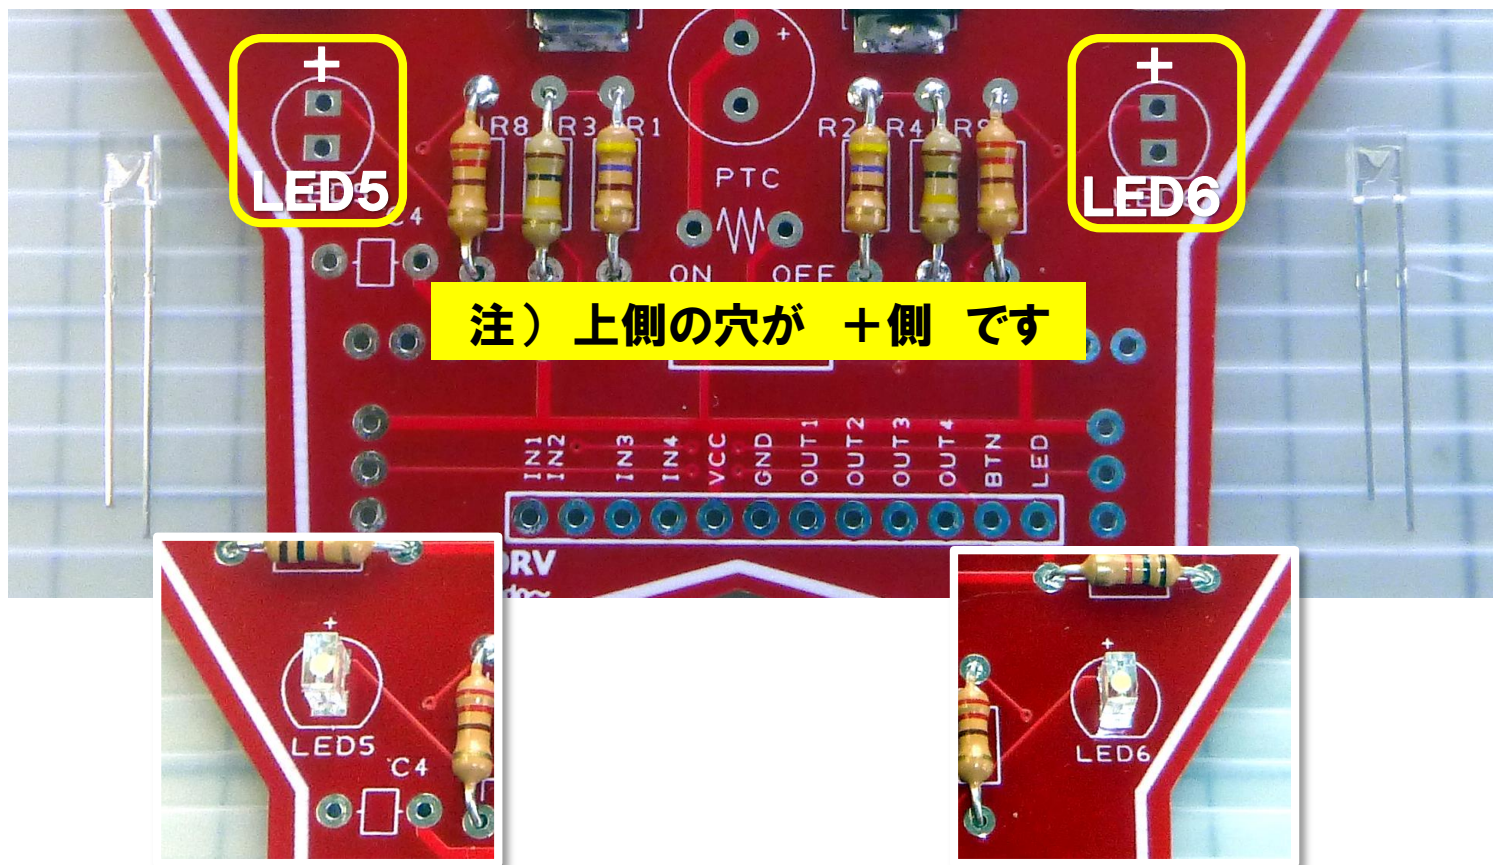 +
+
+
LED5
LED6
R8
R3
R1
R2
R4
C4
PTC
ON
OFF
注） 上側の穴が ＋側 です
IN1
IN2
IN3
IN4
VCC
GND
OUT1
OUT2
OUT3
OUT4
BTN
LED
DRV
+
LED5
C4
+
LED6